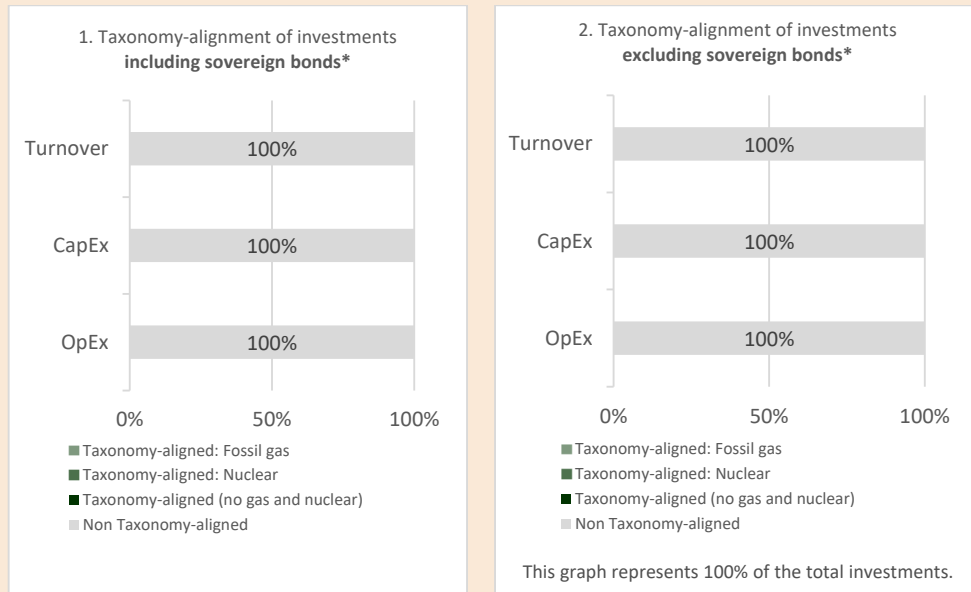 1. Taxonomy-alignment of investments
including sovereign bonds*
Turnover
100%
CapEx
100%
OpEx
100%
0%
50%
100%
Taxonomy-aligned: Fossil gas
Taxonomy-aligned: Nuclear
Taxonomy-aligned (no gas and nuclear)
Non Taxonomy-aligned
2. Taxonomy-alignment of investments
excluding sovereign bonds*
Turnover
100%
CapEx
100%
OpEx
100%
0%
50%
100%
Taxonomy-aligned: Fossil gas
Taxonomy-aligned: Nuclear
Taxonomy-aligned (no gas and nuclear)
Non Taxonomy-aligned
This graph represents 100% of the total investments.